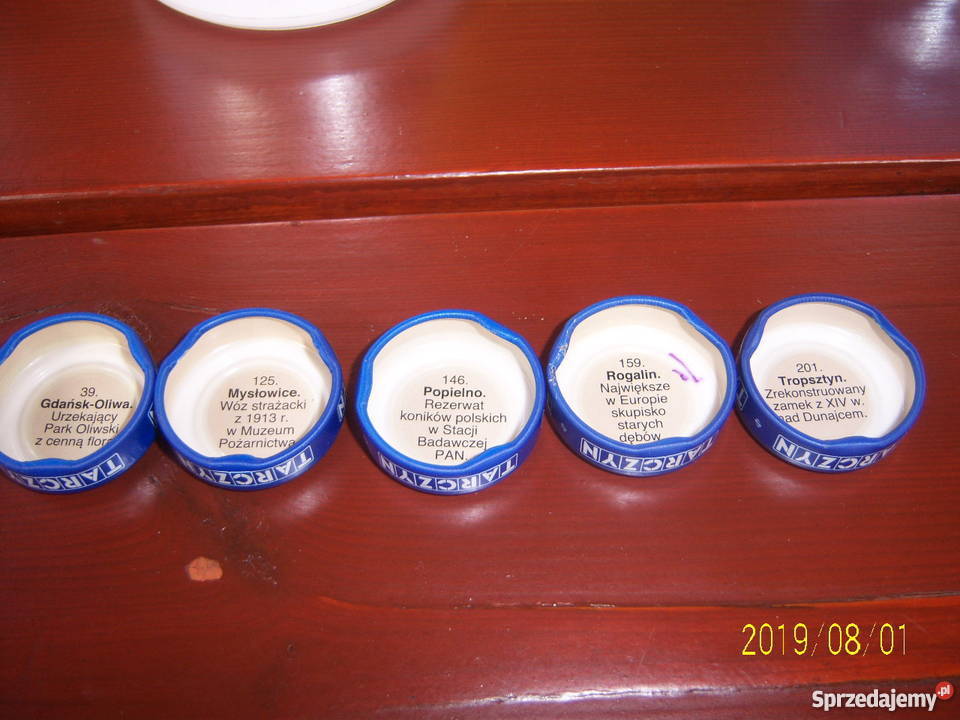 39.
Gdańsk-Oliwa.
Urzekający
Park Oliwski
z cenną florą
TARCZ
125.
Mysłowice.
Wóz strażacki
z 1913 r.
w Muzeum
Pożarnictwa
TARCZYN
146.
Popielno.
Rezerwat
koników polskich
w Stacji
Badawczej
PAN.
TARCZYN
159.
Rogalin.
Największe
w Europie
skupisko
starych
dębów
TARCZYN
201.
Tropsztyn.
Zrekonstruowany
zamek z XIV w.
nad Dunajcem.
TARCZYN
2019/08/01
Sprzedajemy.pl